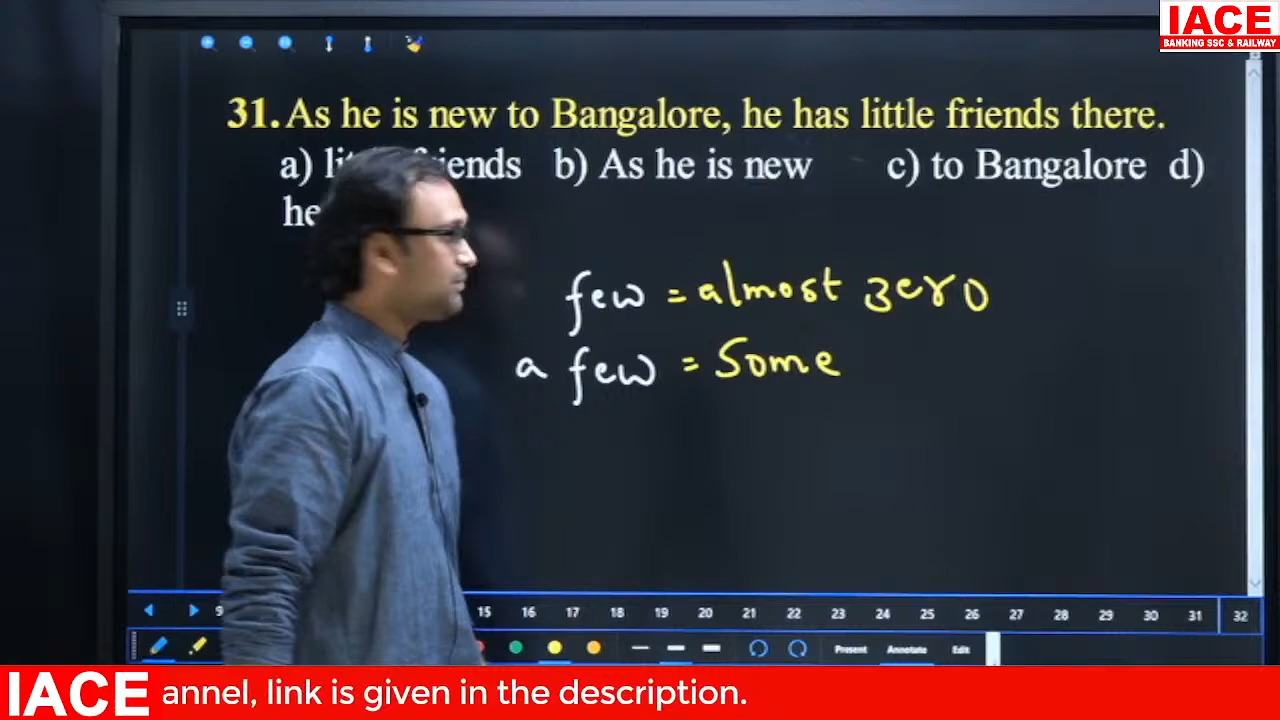 IACE
BANKING SSC & RAILWAY
31. As he is new to Bangalore, he has little friends there.
a) friends b) As he is new c) to Bangalore d)
he
few = almost zero
a few = Some
15 16 17 18 19 20 21 22 23 24 25 26 27 28 29 30 31 32
Present Annotate Edit
IACE annel, link is given in the description.